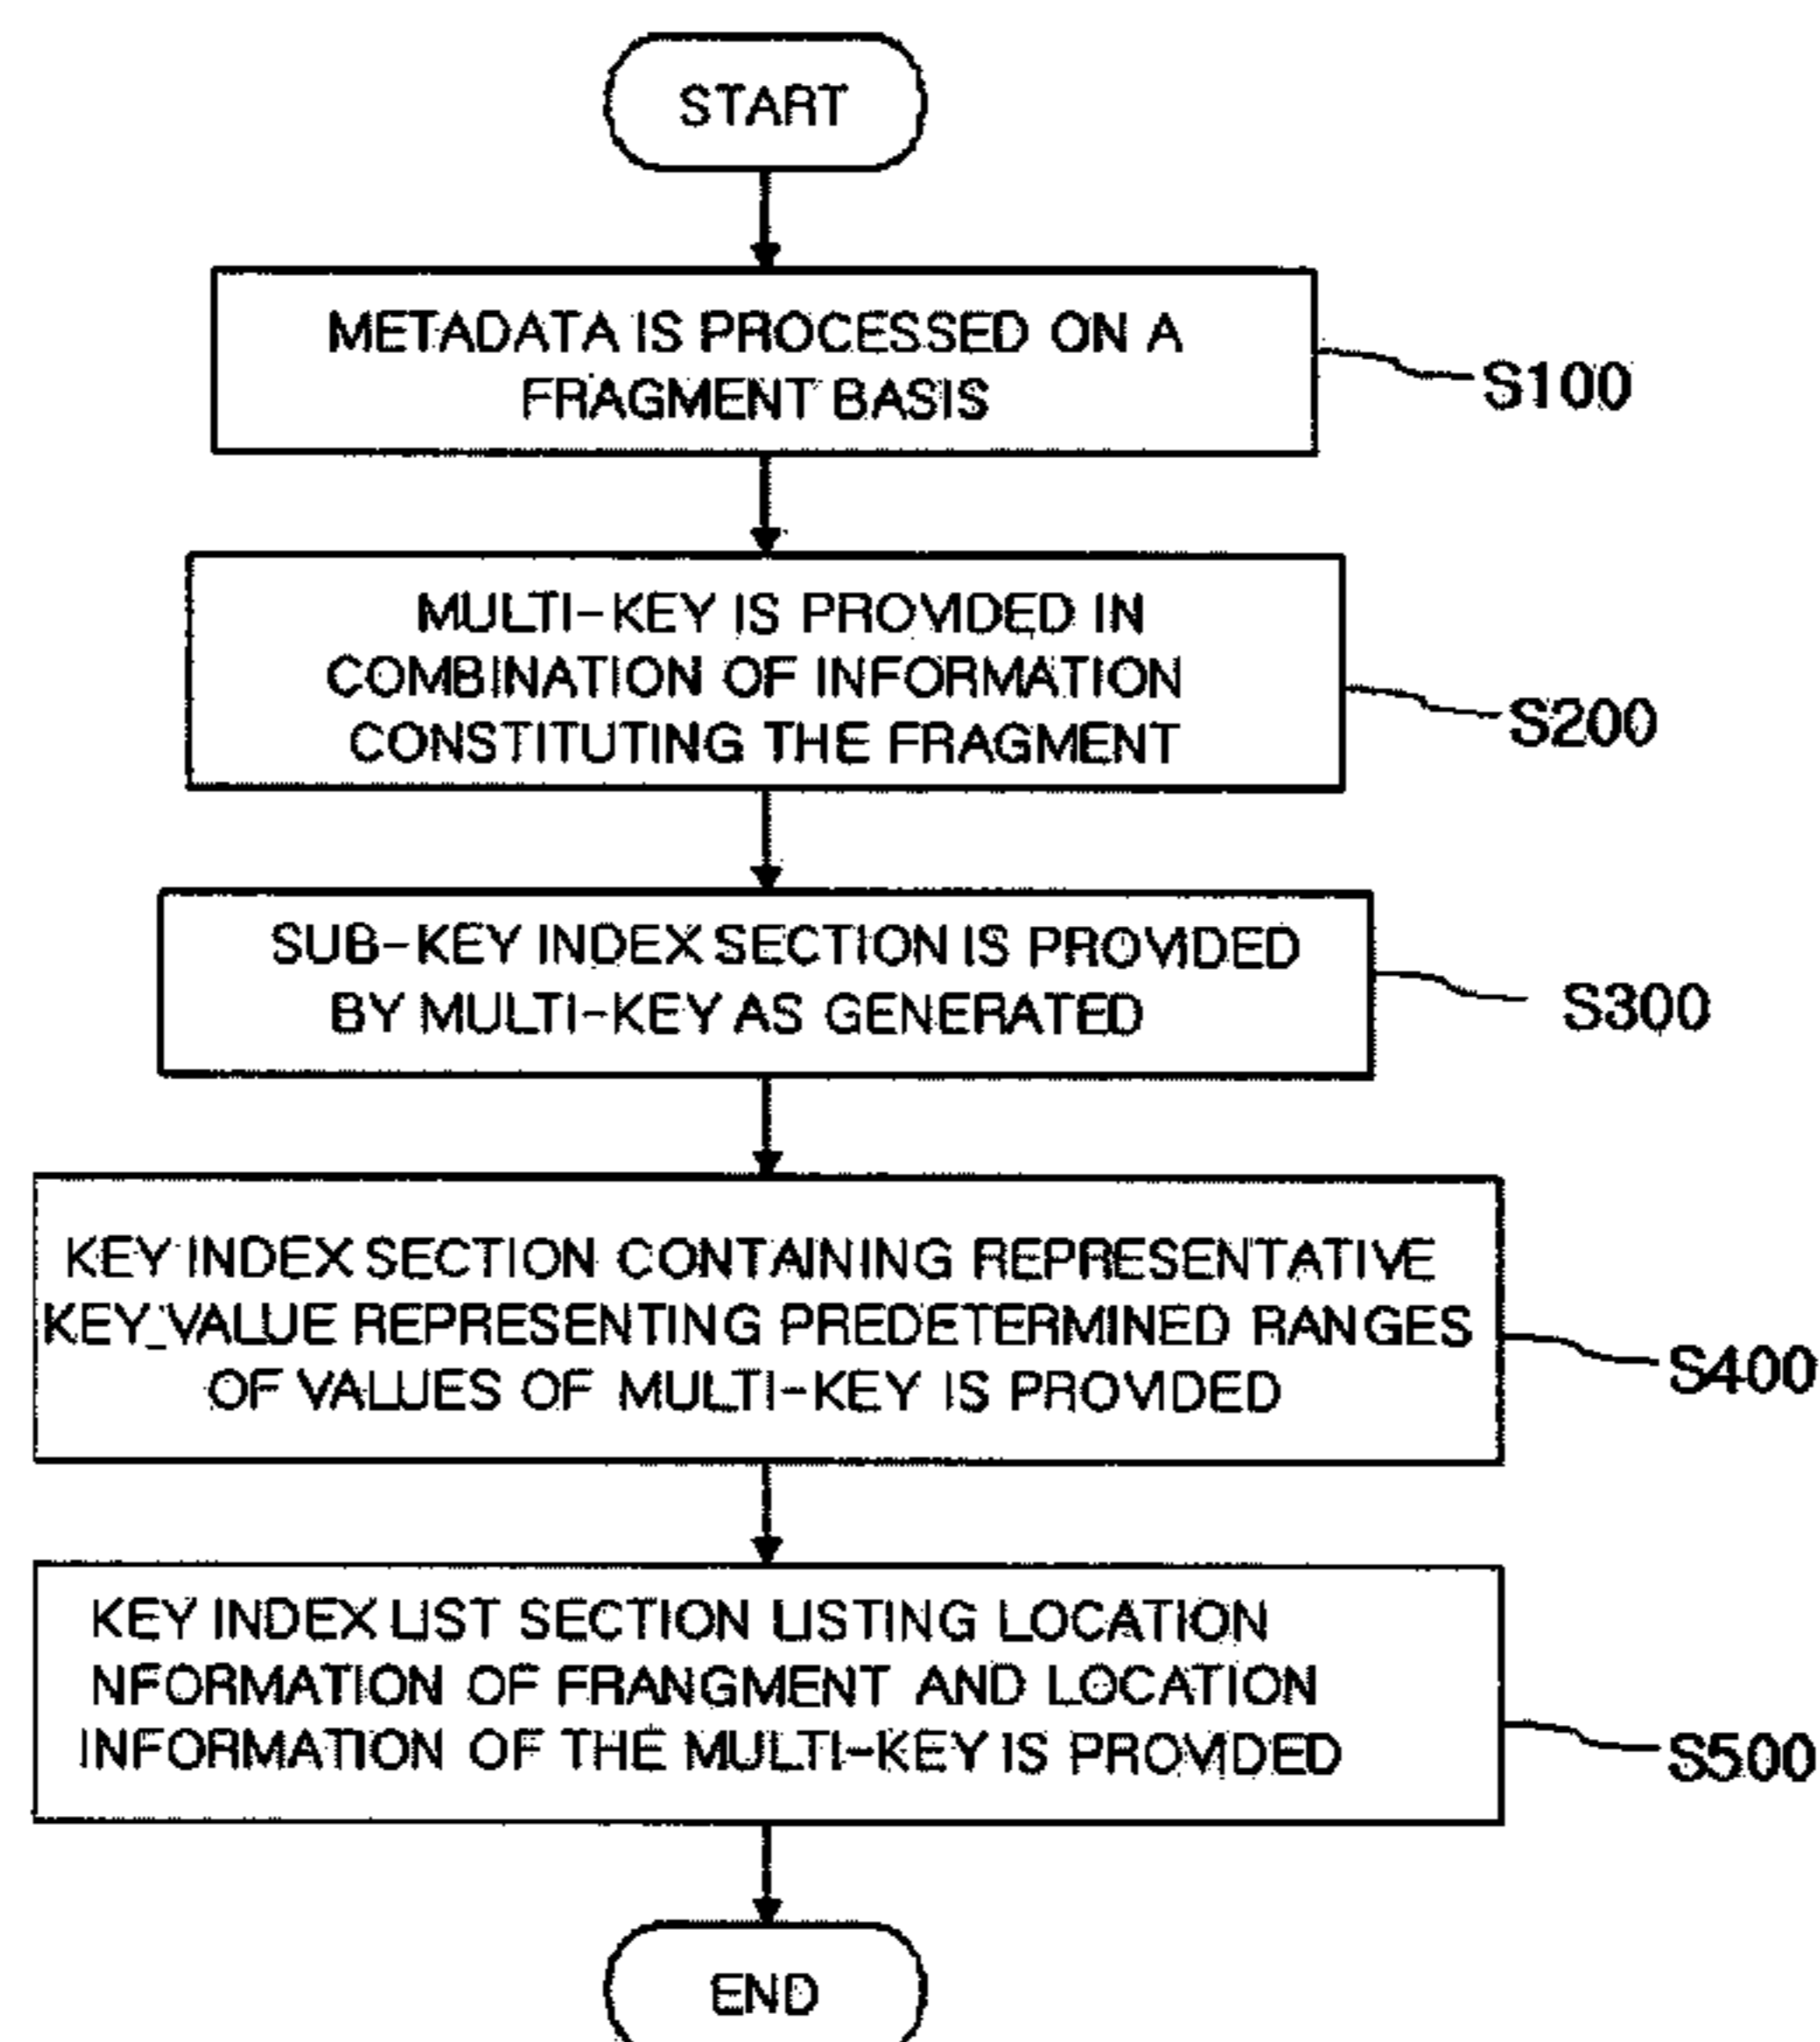 START
METADATA IS PROCESSED ON A
FRAGMENT BASIS
S100
MULTI-KEY IS PROVIDED IN
COMBINATION OF INFORMATION
CONSTITUTING THE FRAGMENT
S200
SUB-KEY INDEX SECTION IS PROVIDED
BY MULTI-KEY AS GENERATED
S300
KEY INDEX SECTION CONTAINING REPRESENTATIVE
KEY_VALUE REPRESENTING PREDETERMINED RANGES
OF VALUES OF MULTI-KEY IS PROVIDED
S400
KEY INDEX LIST SECTION LISTING LOCATION
NFORMATION OF FRANGMENT AND LOCATION
INFORMATION OF THE MULTI-KEY IS PROVIDED
S500
END